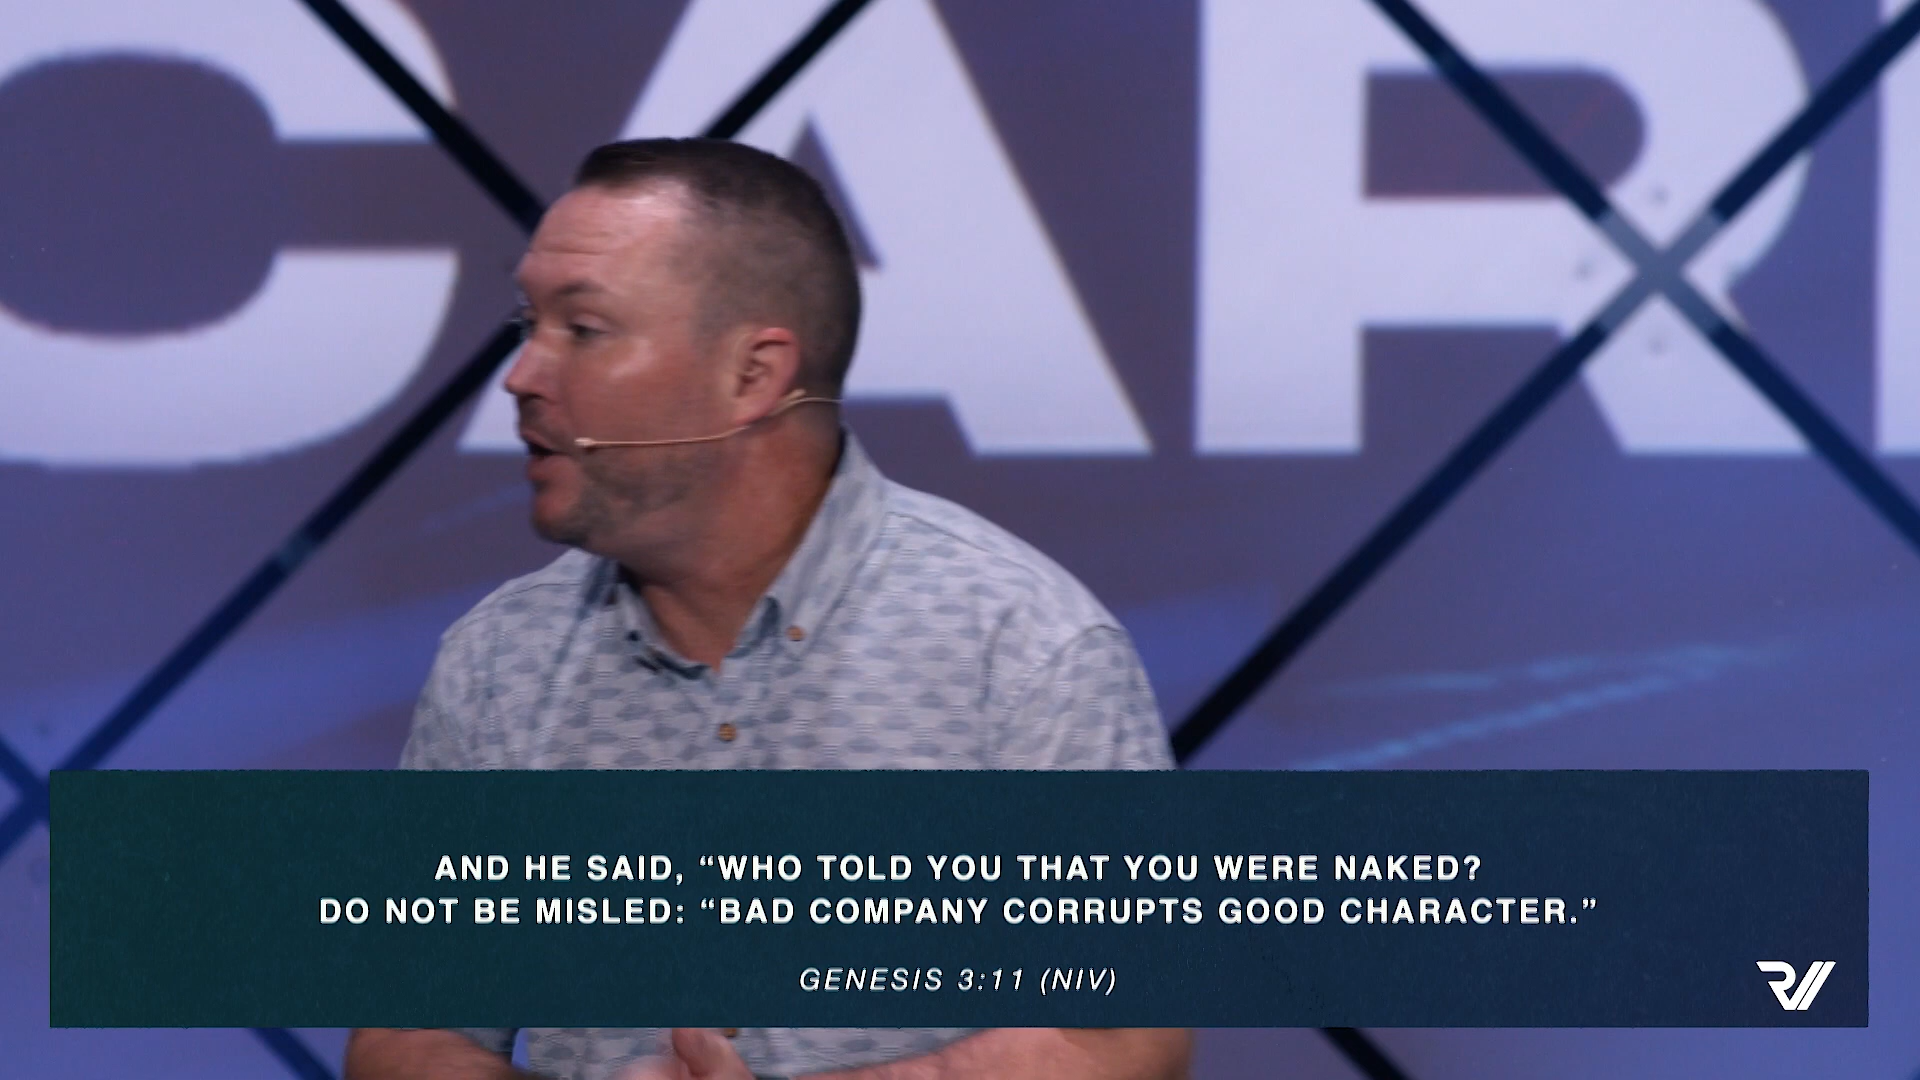 CAR
AND HE SAID, “WHO TOLD YOU THAT YOU WERE NAKED?
DO NOT BE MISLED: “BAD COMPANY CORRUPTS GOOD CHARACTER.”
GENESIS 3:11 (NIV)